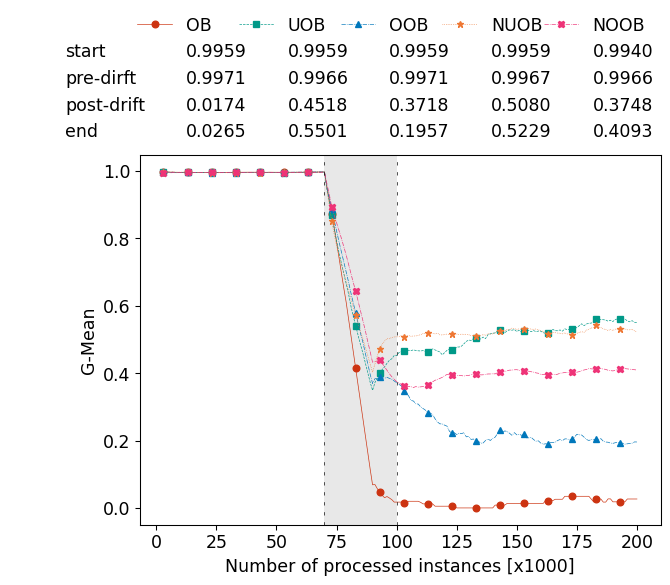 OB UOB OOB NUOB NOOB
start 0.9959 0.9959 0.9959 0.9959 0.9940
pre-dirft 0.9971 0.9966 0.9971 0.9967 0.9966
post-drift 0.0174 0.4518 0.3718 0.5080 0.3748
end 0.0265 0.5501 0.1957 0.5229 0.4093
1.0
0.8
0.6
0.4
0.2
0.0
G-Mean
0 25 50 75 100 125 150 175 200
Number of processed instances [x1000]